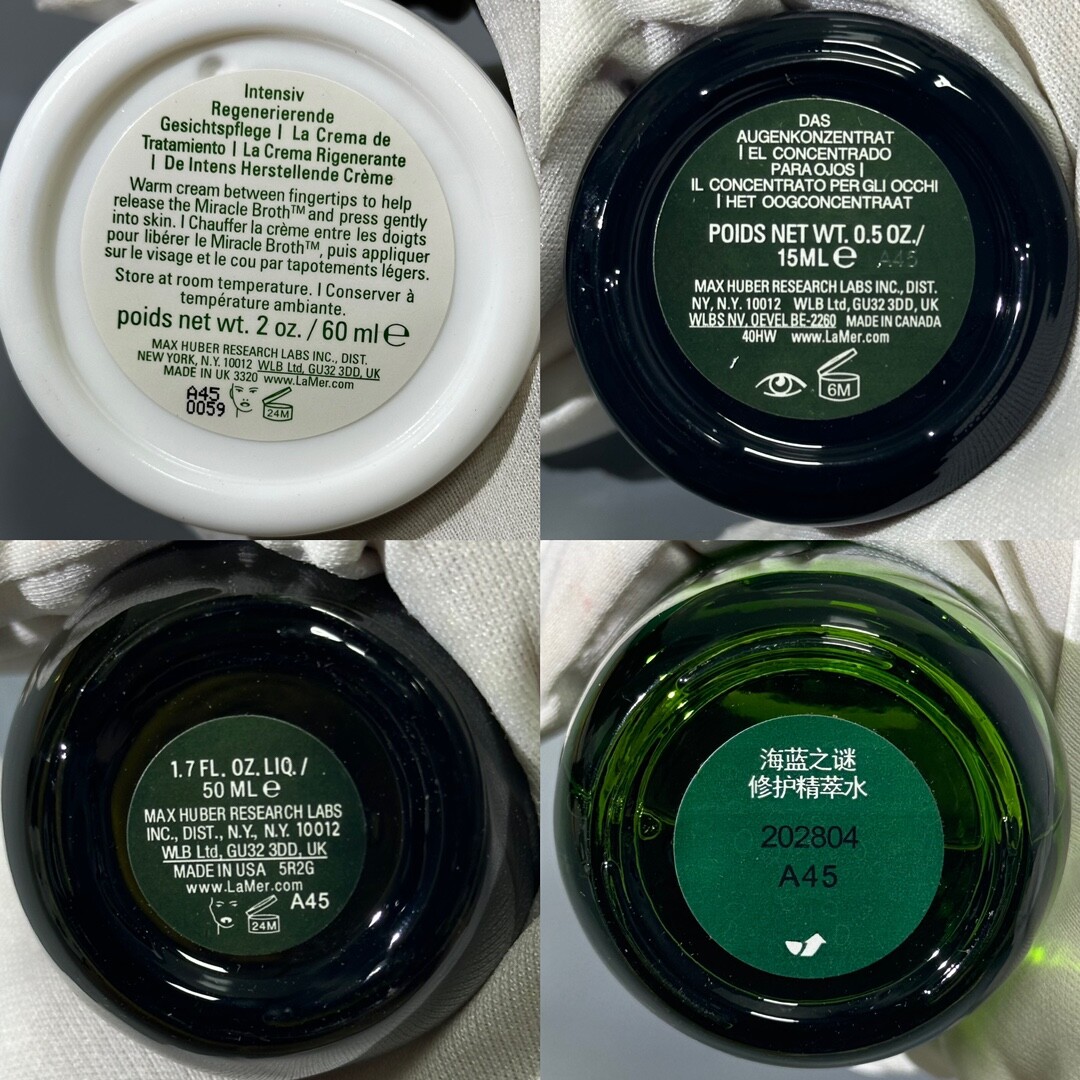 Intensiv
Regenerierende
Gesichtspflege | La Crema de
Tratamiento | La Crema Rigenerante
| De Intens Herstellende Crème
Warm cream between fingertips to help
release the Miracle Broth™ and press gently
into skin. | Chauffer la crème entre les doigts
pour libérer le Miracle Broth™, puis appliquer
sur le visage et le cou par tapotements légers.
Store at room temperature. | Conserver à
température ambiante.
poids net wt. 2 oz. / 60 ml ℮
MAX HUBER RESEARCH LABS INC., DIST.
NEW YORK, N.Y. 10012 WLB Ltd, GU32 3DD, UK
MADE IN UK 3320 www.LaMer.com
A45
0059
24M
DAS
AUGENKONZENTRAT
| EL CONCENTRADO
PARA OJOS |
IL CONCENTRATO PER GLI OCCHI
| HET OOGCONCENTRAAT
POIDS NET WT. 0.5 OZ./
15ML ℮ A45
MAX HUBER RESEARCH LABS INC., DIST.
NY, N.Y. 10012 WLB Ltd, GU32 3DD, UK
WLBS NV, OEVEL BE-2260 MADE IN CANADA
40HW www.LaMer.com
6M
1.7 FL. OZ. LIQ. /
50 ML ℮
MAX HUBER RESEARCH LABS
INC., DIST., N.Y., N.Y. 10012
WLB Ltd, GU32 3DD, UK
MADE IN USA 5R2G
www.LaMer.com
A45
24M
海蓝之谜
修护精萃水
202804
A45